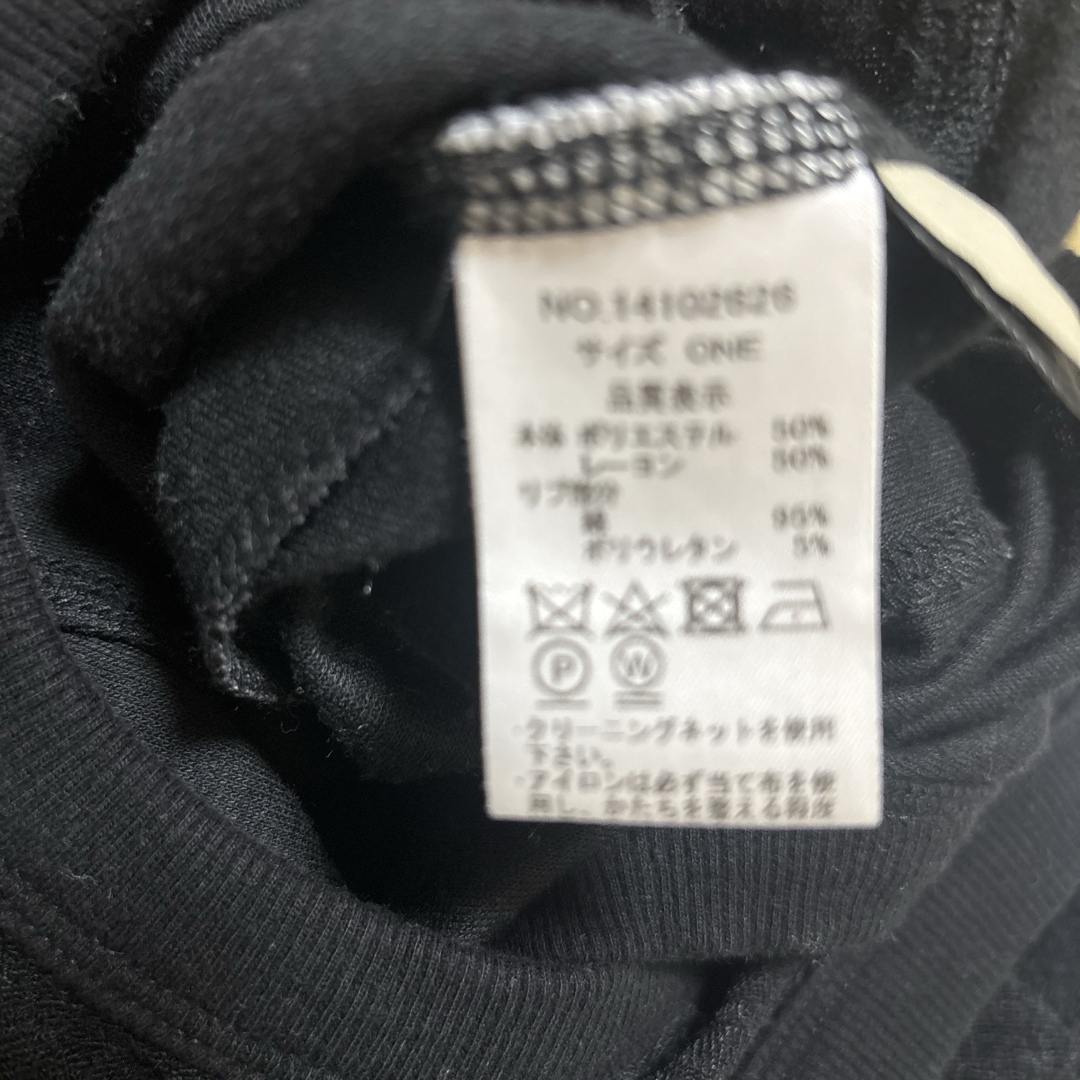 NO.14102626
サイズ ONE
品質表示
本体 ポリエステル 50%
レーヨン 50%
リブ部分
綿 95%
ポリウレタン 5%
P W
・クリーニングネットを使用
下さい。
・アイロンは必ず当て布を使
用し、かたちを整える程度